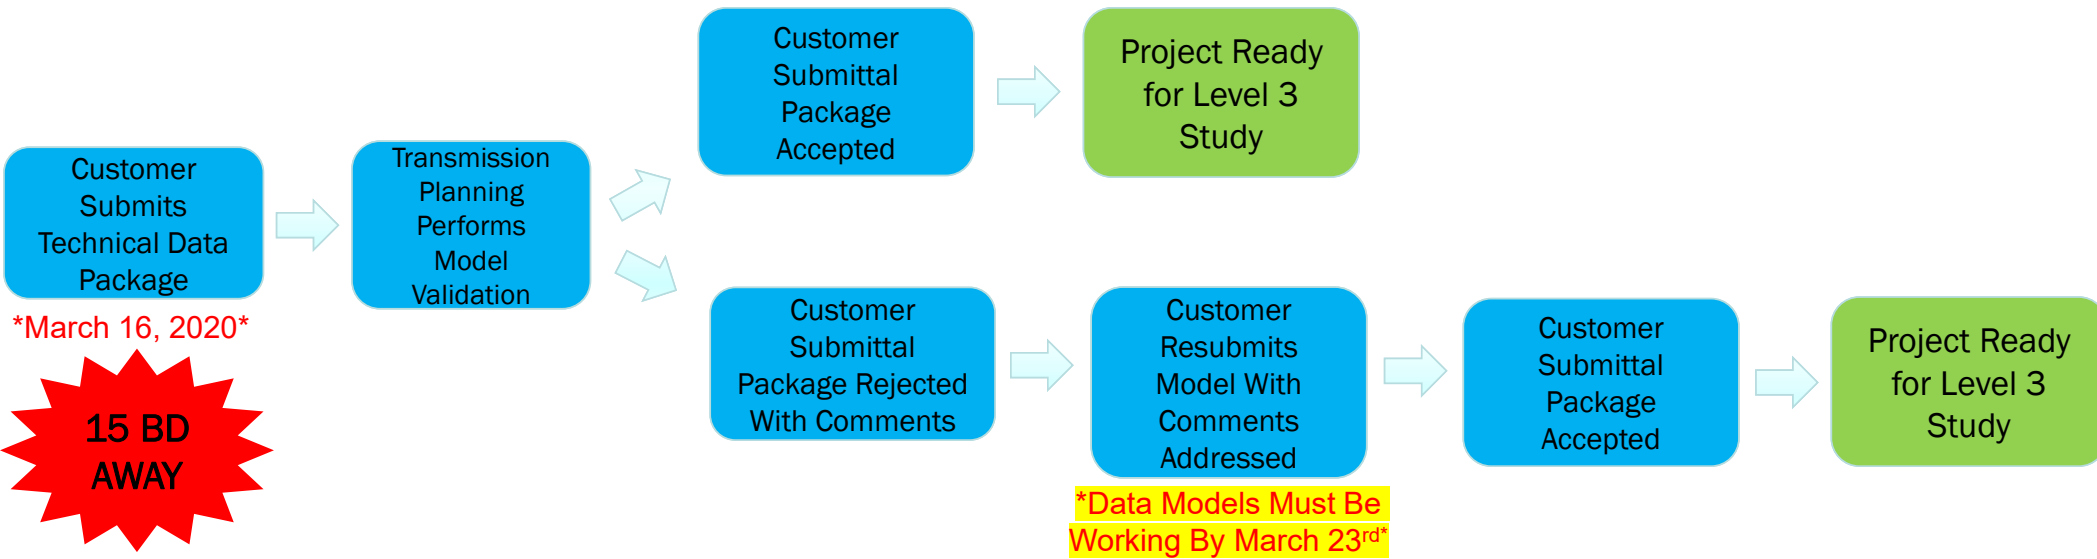 Customer
Submits
Technical Data
Package
*March 16, 2020*
15 BD
AWAY
Transmission
Planning
Performs
Model
Validation
Customer
Submittal
Package
Accepted
Project Ready
for Level 3
Study
Customer
Submittal
Package Rejected
With Comments
Customer
Resubmits
Model With
Comments
Addressed
*Data Models Must Be
Working By March 23rd*
Customer
Submittal
Package
Accepted
Project Ready
for Level 3
Study